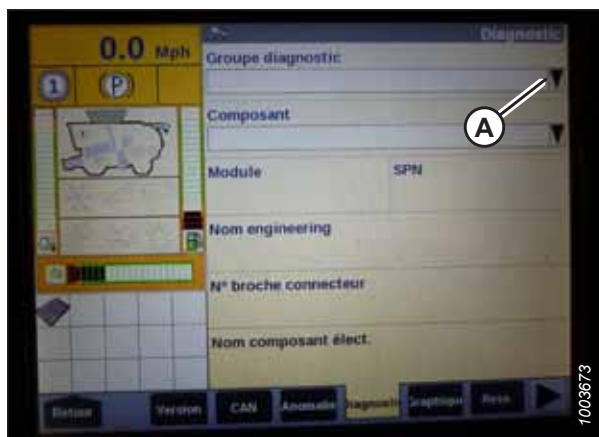 Diagnostic
0.0 Mph
1 (P)
Groupe diagnostic
A
Composant
Module SPN
Nom engineering
N° broche connecteur
Nom composant élect.
Retour Version CAN Anomalie Diagnostic Graphique
1003673